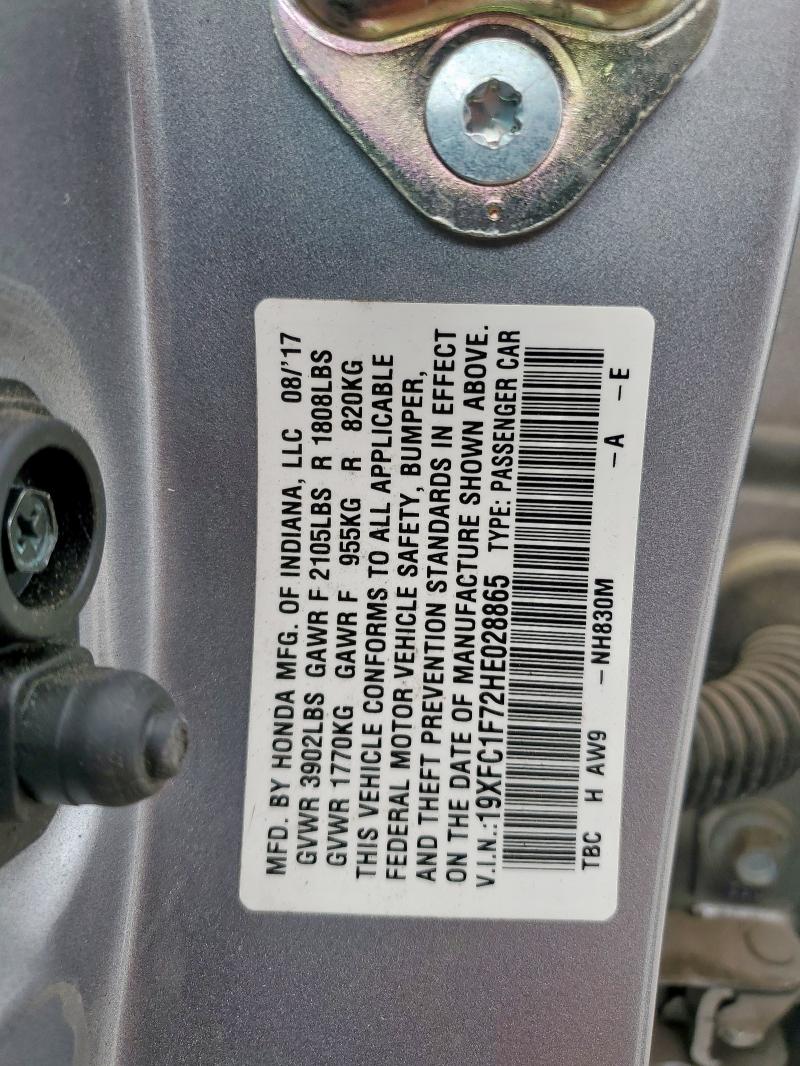 MFD. BY HONDA MFG. OF INDIANA, LLC 08/'17
GVWR 3902LBS GAWR F 2105LBS R 1808LBS
GVWR 1770KG GAWR F 955KG R 820KG
THIS VEHICLE CONFORMS TO ALL APPLICABLE
FEDERAL MOTOR VEHICLE SAFETY, BUMPER,
AND THEFT PREVENTION STANDARDS IN EFFECT
ON THE DATE OF MANUFACTURE SHOWN ABOVE.
V.I.N.:19XFC1F72HE028865 TYPE: PASSENGER CAR
TBC H AW9 -NH830M -A -E